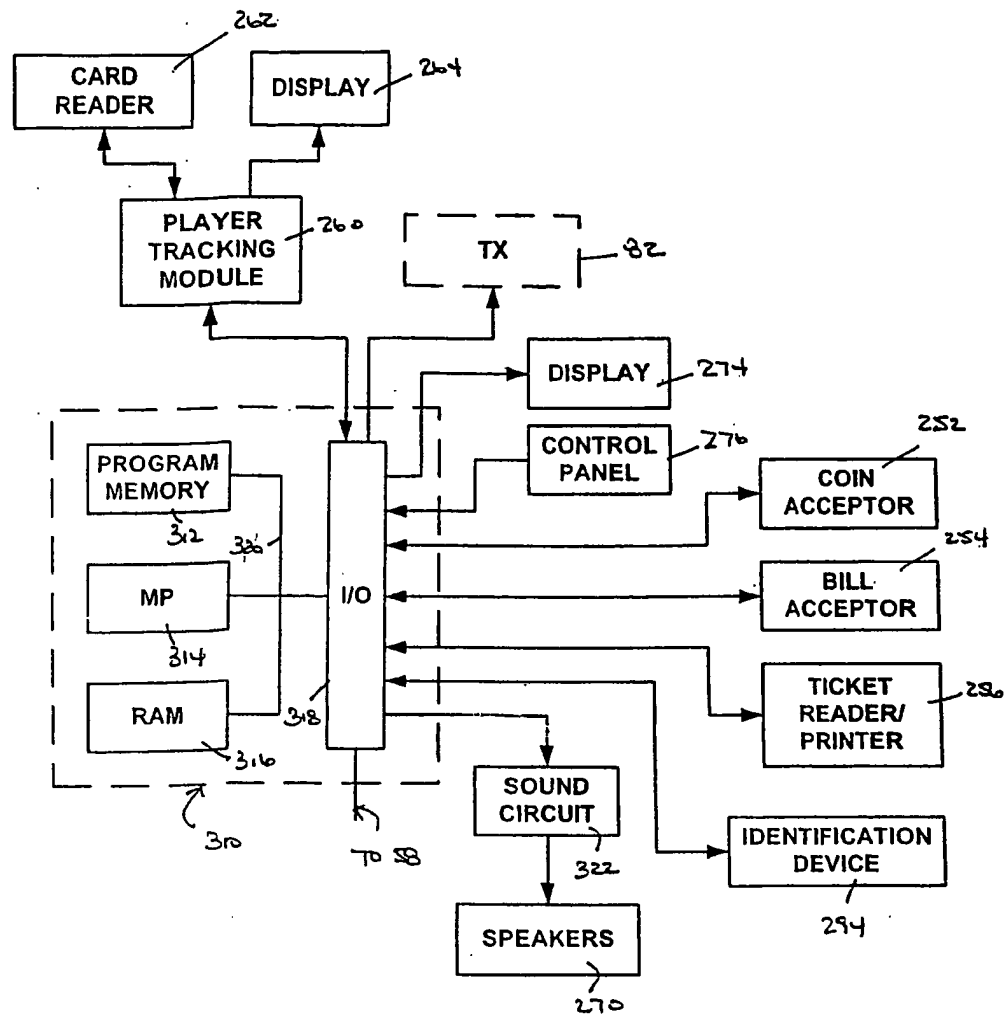 262
CARD
READER
DISPLAY
264
PLAYER
TRACKING
MODULE
260
TX
82
DISPLAY
274
CONTROL
PANEL
276
252
COIN
ACCEPTOR
PROGRAM
MEMORY
312
254
BILL
ACCEPTOR
MP
314
I/O
TICKET
READER/
PRINTER
256
RAM
316
318
SOUND
CIRCUIT
322
310
TO
IDENTIFICATION
DEVICE
294
SPEAKERS
270